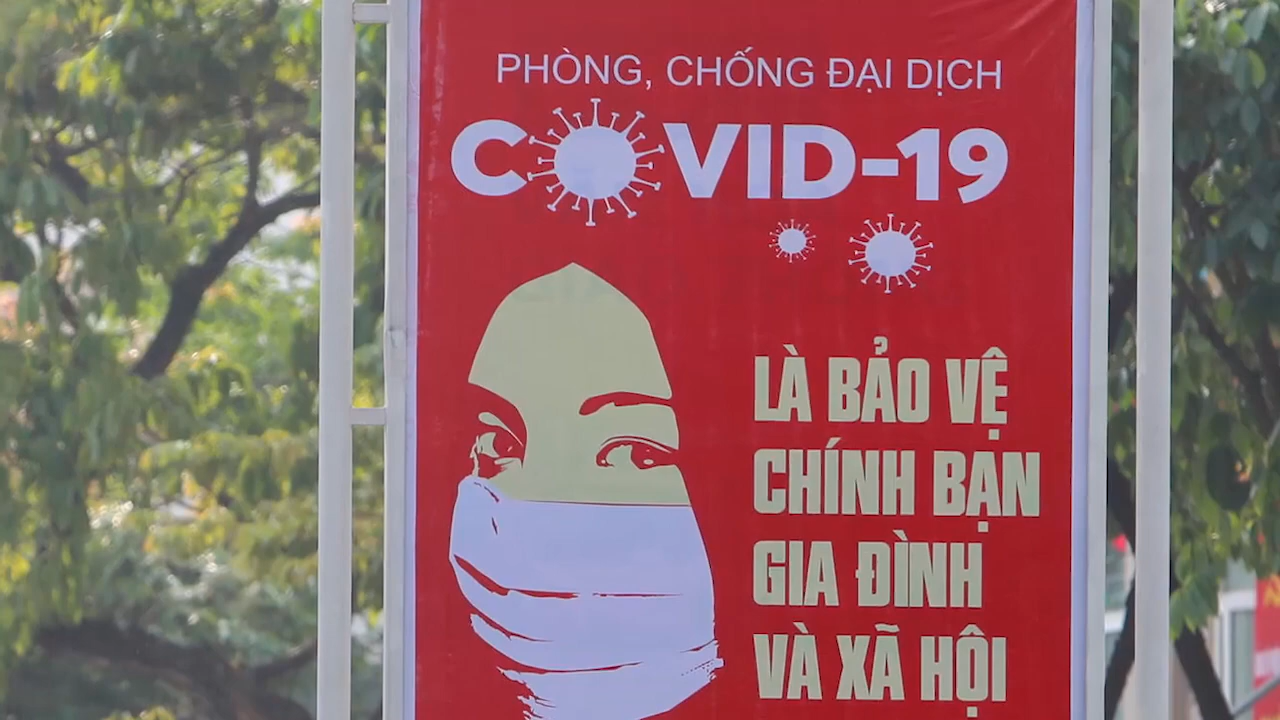 PHÒNG, CHỐNG ĐẠI DỊCH
COVID-19
LÀ BẢO VỆ
CHÍNH BẠN
GIA ĐÌNH
VÀ XÃ HỘI